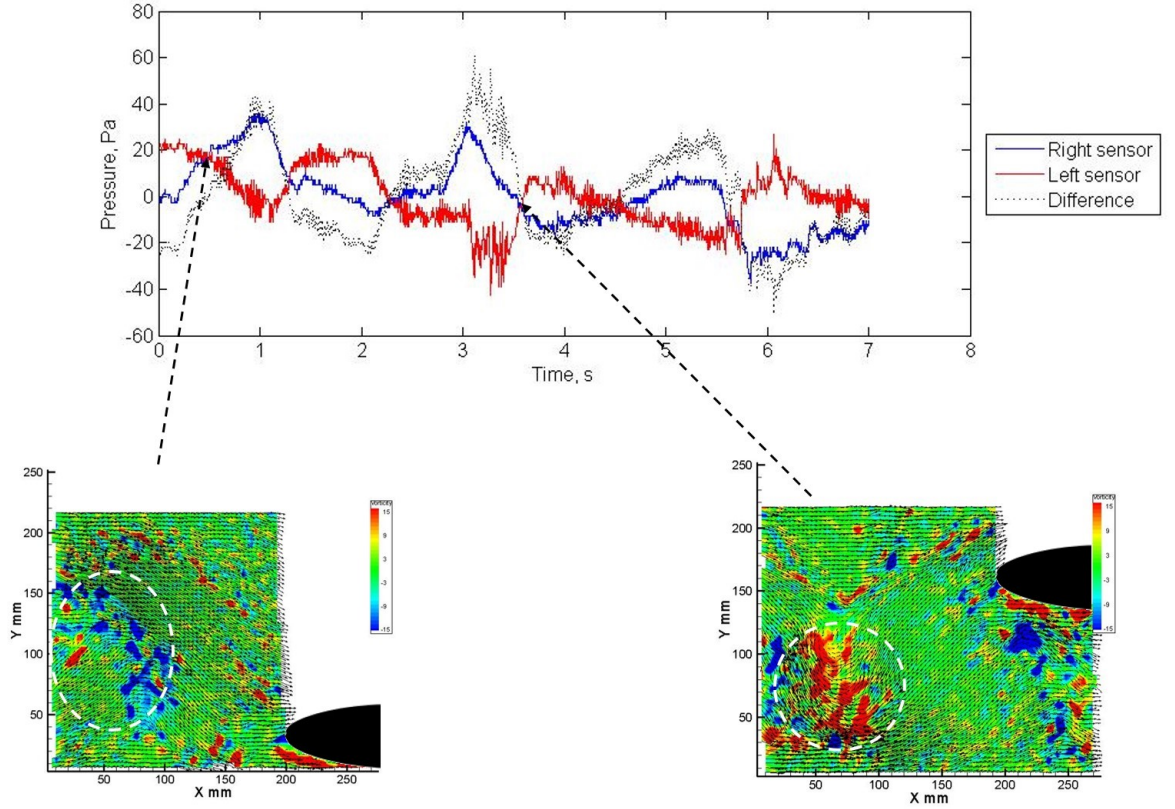 80
60
40
20
0
-20
-40
-60
Pressure, Pa
0 1 2 3 4 5 6 7 8
Time, s
Right sensor
Left sensor
Difference
250
200
150
100
50
Y mm
50 100 150 200 250
X mm
Vorticity
15
9
3
-3
-9
-15
250
200
150
100
50
Y mm
50 100 150 200 250
X mm
Vorticity
15
9
3
-3
-9
-15